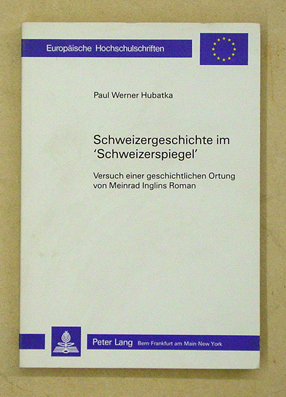 Europäische Hochschulschriften
Paul Werner Hubatka
Schweizergeschichte im
'Schweizerspiegel'
Versuch einer geschichtlichen Ortung
von Meinrad Inglins Roman
Peter Lang Bern·Frankfurt am Main·New York